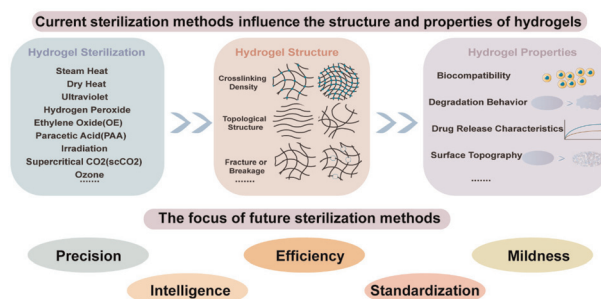 Current sterilization methods influence the structure and properties of hydrogels
Hydrogel Sterilization
Steam Heat
Dry Heat
Ultraviolet
Hydrogen Peroxide
Ethylene Oxide(OE)
Paracetic Acid(PAA)
Irradiation
Supercritical CO2(scCO2)
Ozone
.......
Hydrogel Structure
Crosslinking
Density
Topological
Structure
Fracture or
Breakage
......
Hydrogel Properties
Biocompatibility
Degradation Behavior
>
Drug Release Characteristics
Surface Topography
>
......
The focus of future sterilization methods
Precision
Efficiency
Mildness
Intelligence
Standardization